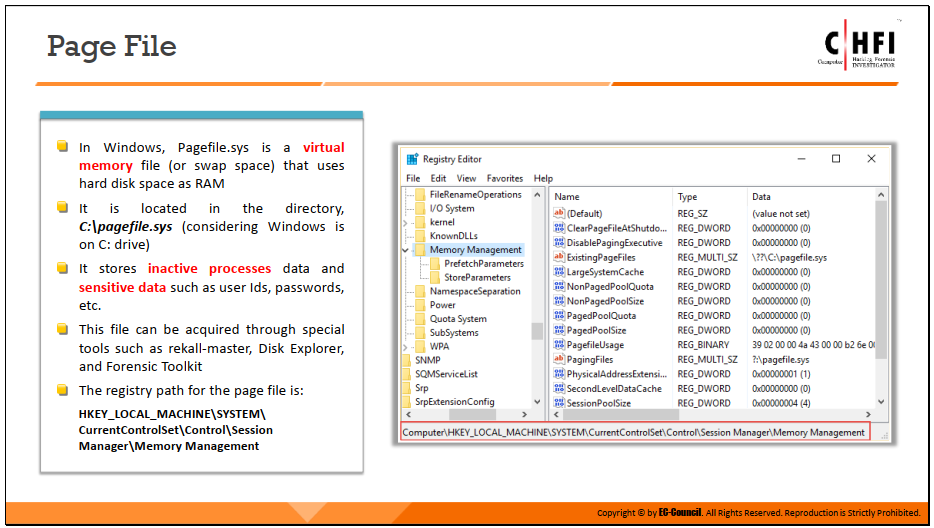 Page File
CHFI
Computer Hacking Forensic
INVESTIGATOR
In Windows, Pagefile.sys is a virtual
memory file (or swap space) that uses
hard disk space as RAM
It is located in the directory,
C:\pagefile.sys (considering Windows is
on C: drive)
It stores inactive processes data and
sensitive data such as user Ids, passwords,
etc.
This file can be acquired through special
tools such as rekall-master, Disk Explorer,
and Forensic Toolkit
The registry path for the page file is:
HKEY_LOCAL_MACHINE\SYSTEM\
CurrentControlSet\Control\Session
Manager\Memory Management
Registry Editor
File Edit View Favorites Help
FileRenameOperations
I/O System
kernel
KnownDLLs
Memory Management
PrefetchParameters
StoreParameters
NamespaceSeparation
Power
Quota System
SubSystems
WPA
SNMP
SQMServiceList
Srp
SrpExtensionConfig
Name Type Data
(Default) REG_SZ (value not set)
ClearPageFileAtShutdo... REG_DWORD 0x00000000 (0)
DisablePagingExecutive REG_DWORD 0x00000000 (0)
ExistingPageFiles REG_MULTI_SZ \??\C:\pagefile.sys
LargeSystemCache REG_DWORD 0x00000000 (0)
NonPagedPoolQuota REG_DWORD 0x00000000 (0)
NonPagedPoolSize REG_DWORD 0x00000000 (0)
PagedPoolQuota REG_DWORD 0x00000000 (0)
PagedPoolSize REG_DWORD 0x00000000 (0)
PagefileUsage REG_BINARY 39 02 00 00 4a 43 00 00 b2 6e 00
PagingFiles REG_MULTI_SZ ?:\pagefile.sys
PhysicalAddressExtensi... REG_DWORD 0x00000001 (1)
SecondLevelDataCache REG_DWORD 0x00000000 (0)
SessionPoolSize REG_DWORD 0x00000004 (4)
Computer\HKEY_LOCAL_MACHINE\SYSTEM\CurrentControlSet\Control\Session Manager\Memory Management
Copyright © by EC-Council. All Rights Reserved. Reproduction is Strictly Prohibited.